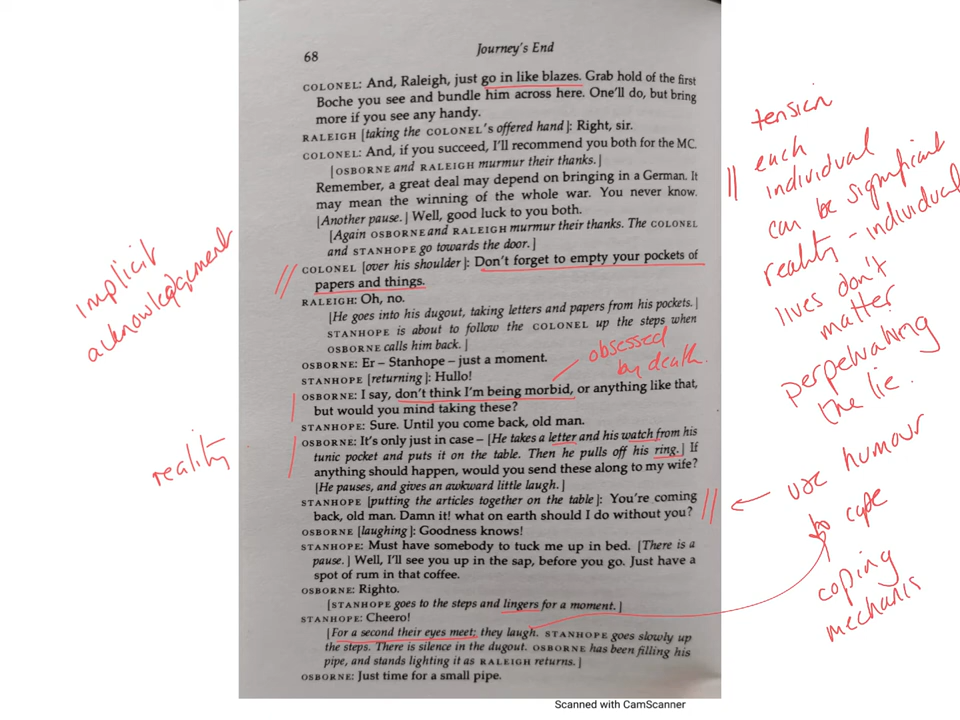 68
Journey's End
COLONEL: And, Raleigh, just go in like blazes. Grab hold of the first
Boche you see and bundle him across here. One'll do, but bring
more if you see any handy.
RALEIGH [taking the COLONEL's offered hand]: Right, sir.
COLONEL: And, if you succeed, I'll recommend you both for the MC.
[OSBORNE and RALEIGH murmur their thanks.]
Remember, a great deal may depend on bringing in a German. It
may mean the winning of the whole war. You never know.
[Another pause.] Well, good luck to you both.
[Again OSBORNE and RALEIGH murmur their thanks. The COLONEL
and STANHOPE go towards the door.]
COLONEL [over his shoulder]: Don't forget to empty your pockets of
papers and things.
RALEIGH: Oh, no.
[He goes into his dugout, taking letters and papers from his pockets.
STANHOPE is about to follow the COLONEL up the steps when
OSBORNE calls him back.]
OSBORNE: Er – Stanhope – just a moment.
STANHOPE [returning]: Hullo!
OSBORNE: I say, don't think I'm being morbid, or anything like that,
but would you mind taking these?
STANHOPE: Sure. Until you come back, old man.
OSBORNE: It's only just in case – [He takes a letter and his watch from his
tunic pocket and puts it on the table. Then he pulls off his ring.] If
anything should happen, would you send these along to my wife?
[He pauses, and gives an awkward little laugh.]
STANHOPE [putting the articles together on the table]: You're coming
back, old man. Damn it! what on earth should I do without you?
OSBORNE [laughing]: Goodness knows!
STANHOPE: Must have somebody to tuck me up in bed. [There is a
pause.] Well, I'll see you up in the sap, before you go. Just have a
spot of rum in that coffee.
OSBORNE: Righto.
[STANHOPE goes to the steps and lingers for a moment.]
STANHOPE: Cheero!
[For a second their eyes meet; they laugh. STANHOPE goes slowly up
the steps. There is silence in the dugout. OSBORNE has been filling his
pipe, and stands lighting it as RALEIGH returns.]
OSBORNE: Just time for a small pipe.
implicit
acknowledgement
reality
obsessed
by death.
tension
each
individual
can be significant
reality - individual
lives don't
matter
perpetuating
the lie.
use humour
to cope
coping
mechanis
Scanned with CamScanner